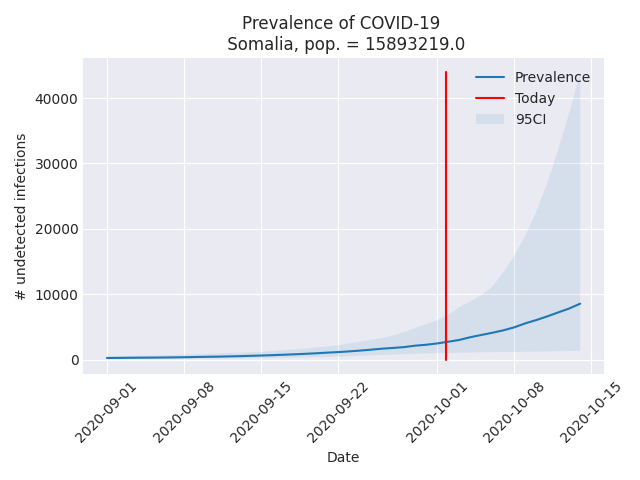 Prevalence of COVID-19
Somalia, pop. = 15893219.0
Prevalence
Today
95CI
# undetected infections
40000
30000
20000
10000
0
2020-09-01
2020-09-08
2020-09-15
2020-09-22
2020-10-01
2020-10-08
2020-10-15
Date